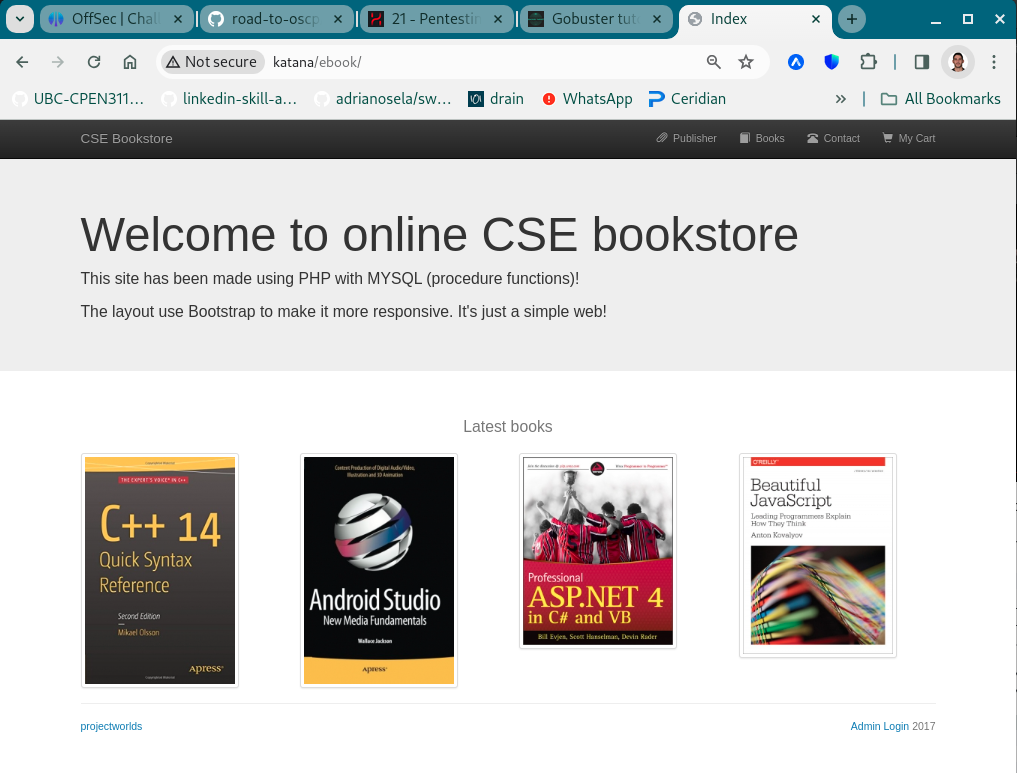 OffSec | Chal
road-to-oscp
21 - Pentestin
Gobuster tuto
Index
Not secure
katana/ebook/
UBC-CPEN311...
linkedin-skill-a...
adrianosela/sw...
drain
WhatsApp
Ceridian
All Bookmarks
CSE Bookstore
Publisher
Books
Contact
My Cart
Welcome to online CSE bookstore
This site has been made using PHP with MYSQL (procedure functions)!
The layout use Bootstrap to make it more responsive. It's just a simple web!
Latest books
THE EXPERT'S VOICE® IN C++
C++ 14
Quick Syntax
Reference
Second Edition
Mikael Olsson
Apress®
Content Production of Digital Audio/Video,
Illustration and 3D Animation
Android Studio
New Media Fundamentals
Wallace Jackson
Apress®
Professional
ASP.NET 4
in C# and VB
Bill Evjen, Scott Hanselman, Devin Rader
O'REILLY®
Beautiful
JavaScript
Leading Programmers Explain
How They Think
Anton Kovalyov
projectworlds
Admin Login 2017